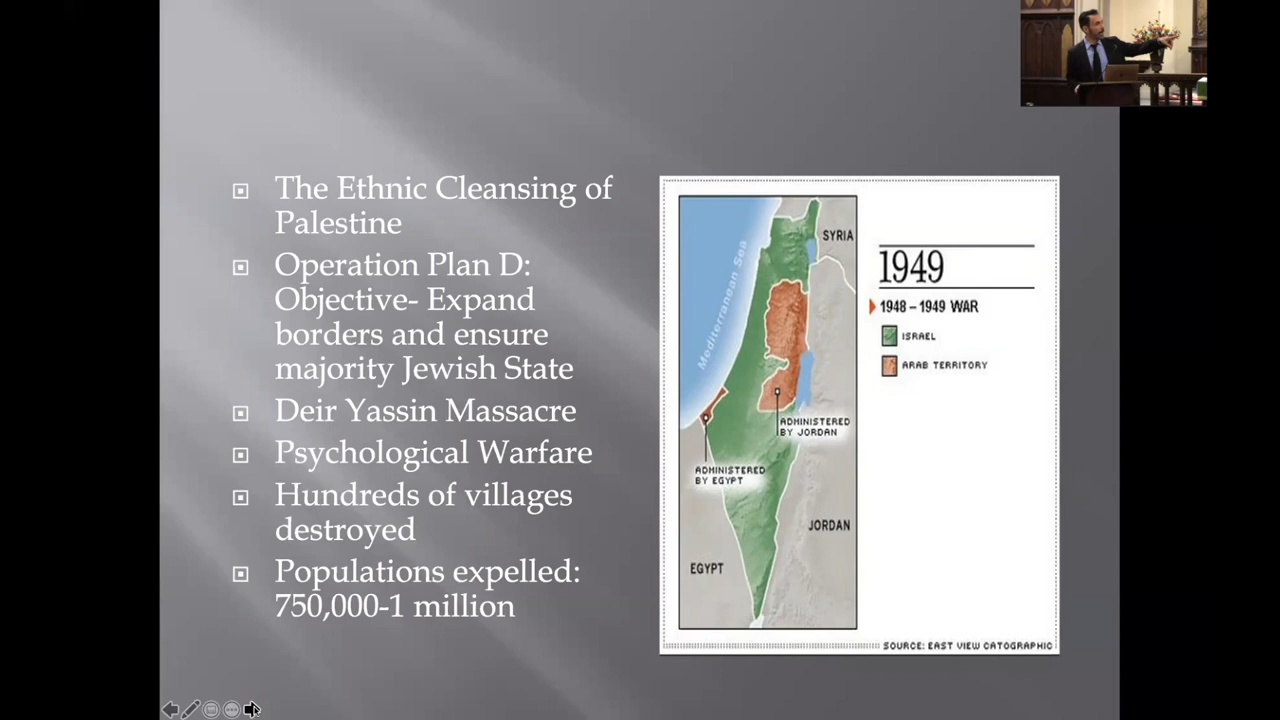 The Ethnic Cleansing of
Palestine
Operation Plan D:
Objective- Expand
borders and ensure
majority Jewish State
Deir Yassin Massacre
Psychological Warfare
Hundreds of villages
destroyed
Populations expelled:
750,000-1 million
1949
1948 – 1949 WAR
ISRAEL
ARAB TERRITORY
SYRIA
Mediterranean Sea
ADMINISTERED
BY JORDAN
ADMINISTERED
BY EGYPT
JORDAN
EGYPT
SOURCE: EAST VIEW CATOGRAPHIC